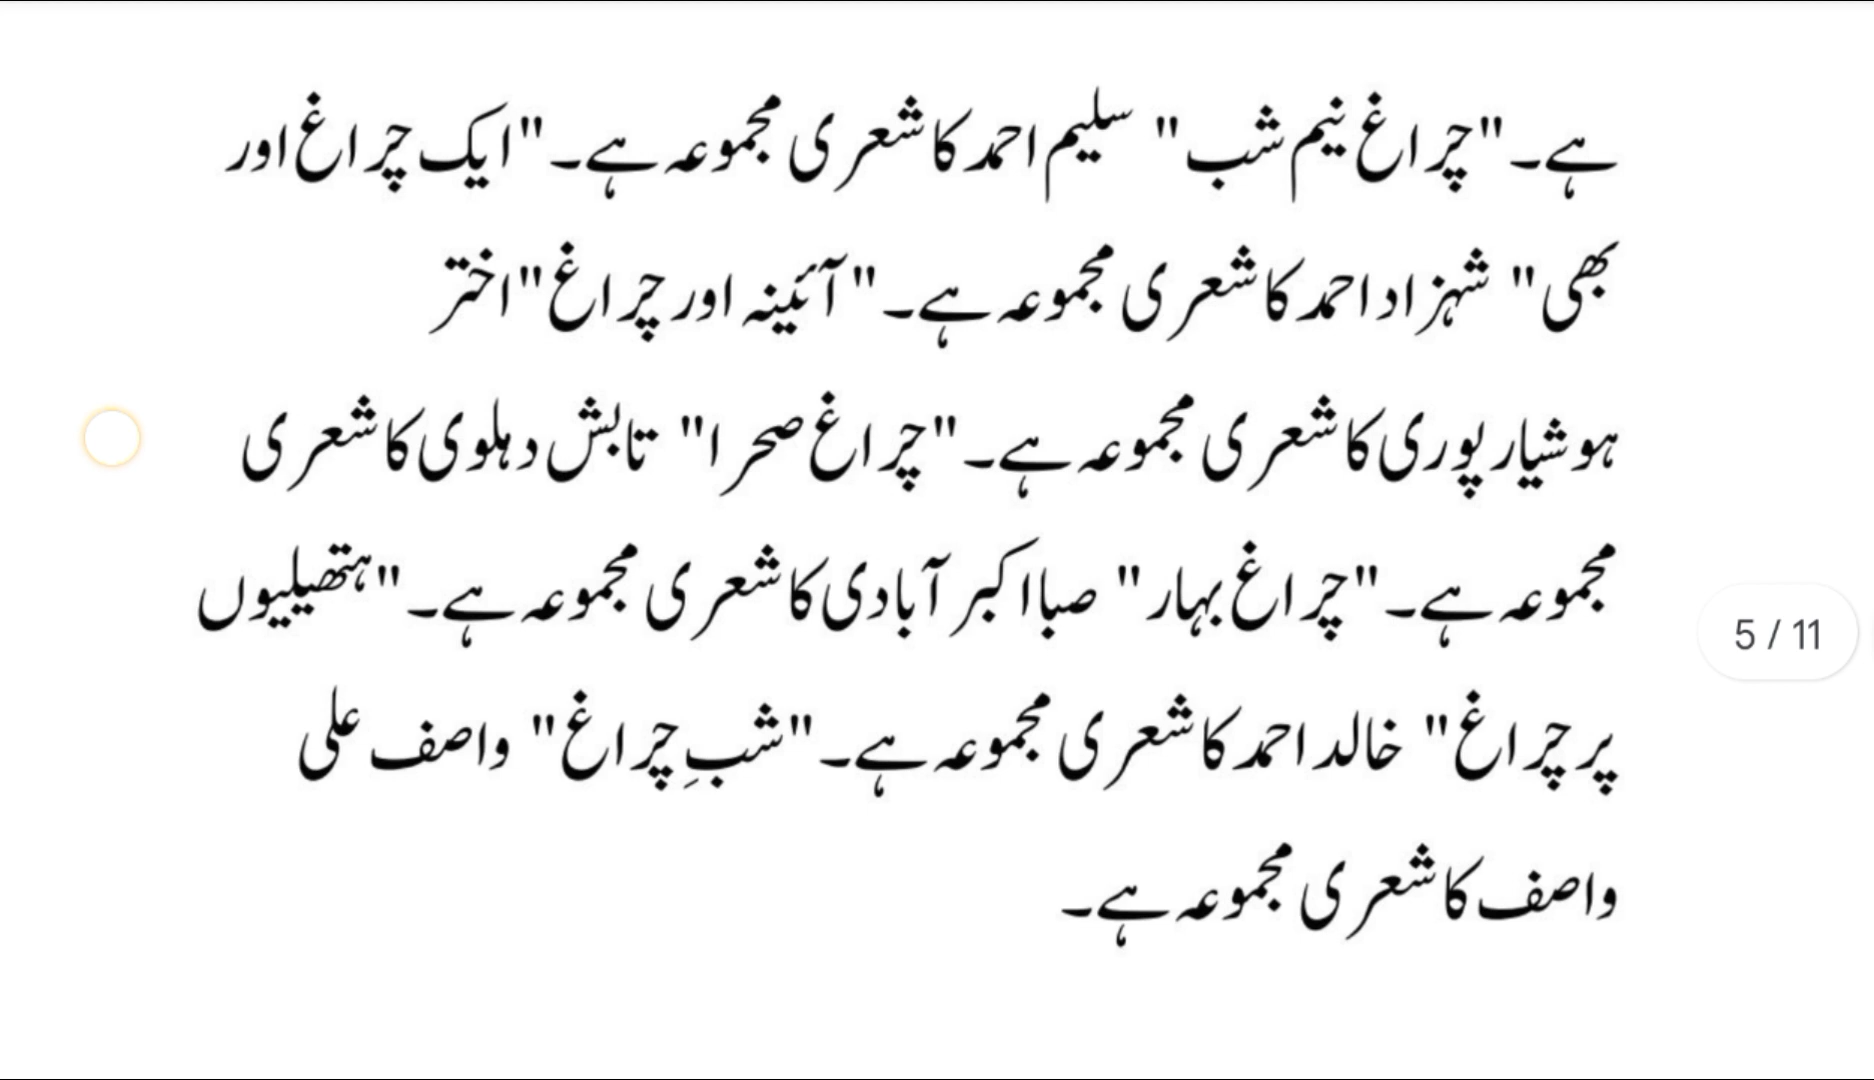 ہے۔"چراغ نیم شب" سلیم احمد کا شعری مجموعہ ہے۔"ایک چراغ اور
بھی" شہزاد احمد کا شعری مجموعہ ہے۔"آئینہ اور چراغ"اختر
ہوشیار پوری کا شعری مجموعہ ہے۔"چراغ صحرا" تابش دہلوی کا شعری
مجموعہ ہے۔"چراغ بہار" صبا اکبر آبادی کا شعری مجموعہ ہے۔"ہتھیلیوں
پر چراغ" خالد احمد کا شعری مجموعہ ہے۔"شبِ چراغ" واصف علی
واصف کا شعری مجموعہ ہے۔
5 / 11